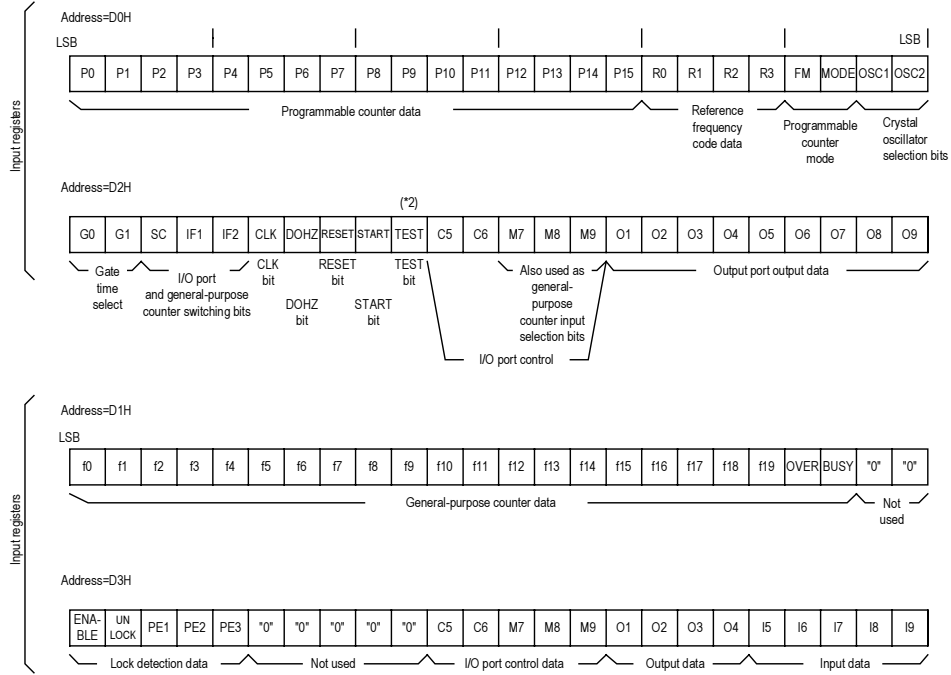 Address=D0H
LSB LSB
P0 P1 P2 P3 P4 P5 P6 P7 P8 P9 P10 P11 P12 P13 P14 P15 R0 R1 R2 R3 FM MODE OSC1 OSC2
Programmable counter data
Reference
frequency
code data
Programmable
counter
mode
Crystal
oscillator
selection bits
Input registers
Address=D2H
(*2)
G0 G1 SC IF1 IF2 CLK DOHZ RESET START TEST C5 C6 M7 M8 M9 O1 O2 O3 O4 O5 O6 O7 O8 O9
Gate
time
select
I/O port
and general-purpose
counter switching bits
CLK
bit
DOHZ
bit
RESET
bit
START
bit
TEST
bit
Also used as
general-
purpose
counter input
selection bits
Output port output data
I/O port control
Address=D1H
LSB
f0 f1 f2 f3 f4 f5 f6 f7 f8 f9 f10 f11 f12 f13 f14 f15 f16 f17 f18 f19 OVER BUSY "0" "0"
General-purpose counter data
Not
used
Input registers
Address=D3H
ENA-
BLE
UN
LOCK
PE1 PE2 PE3 "0" "0" "0" "0" "0" C5 C6 M7 M8 M9 O1 O2 O3 O4 I5 I6 I7 I8 I9
Lock detection data Not used I/O port control data Output data Input data